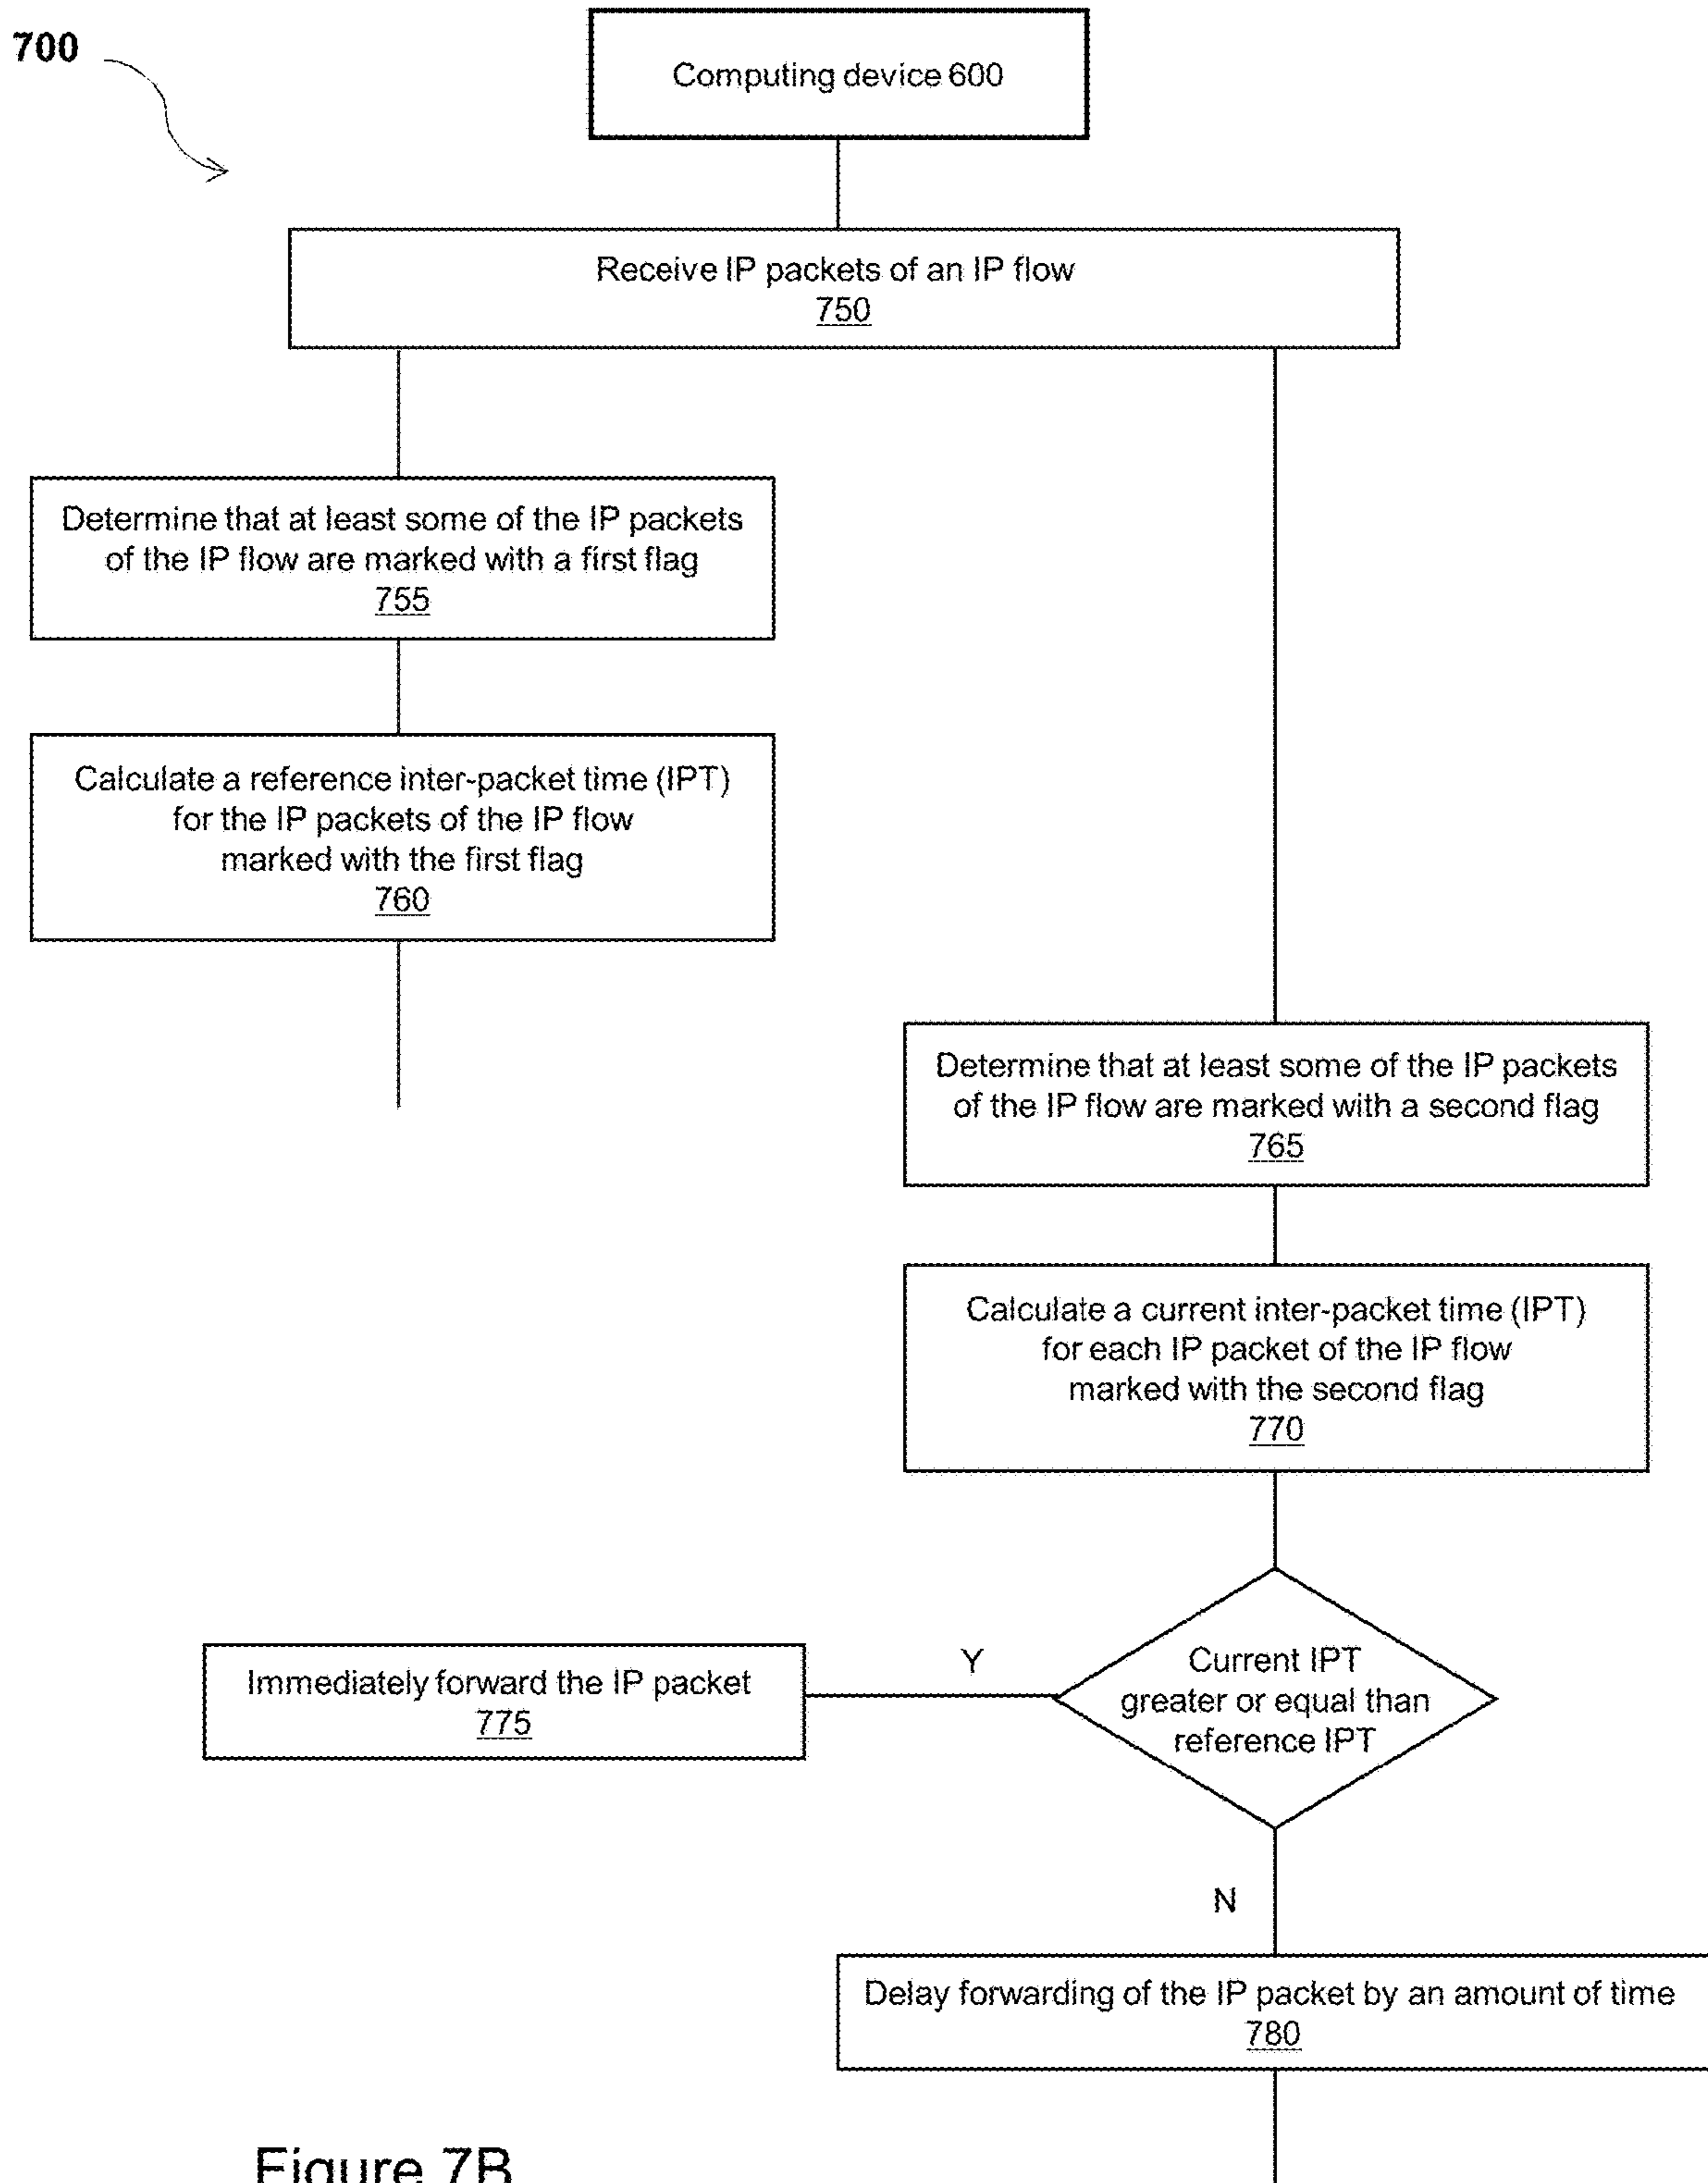 700
Computing device 600
Receive IP packets of an IP flow
750
Determine that at least some of the IP packets
of the IP flow are marked with a first flag
755
Calculate a reference inter-packet time (IPT)
for the IP packets of the IP flow
marked with the first flag
760
Determine that at least some of the IP packets
of the IP flow are marked with a second flag
765
Calculate a current inter-packet time (IPT)
for each IP packet of the IP flow
marked with the second flag
770
Immediately forward the IP packet
775
Y
Current IPT
greater or equal than
reference IPT
N
Delay forwarding of the IP packet by an amount of time
780
Figure 7B